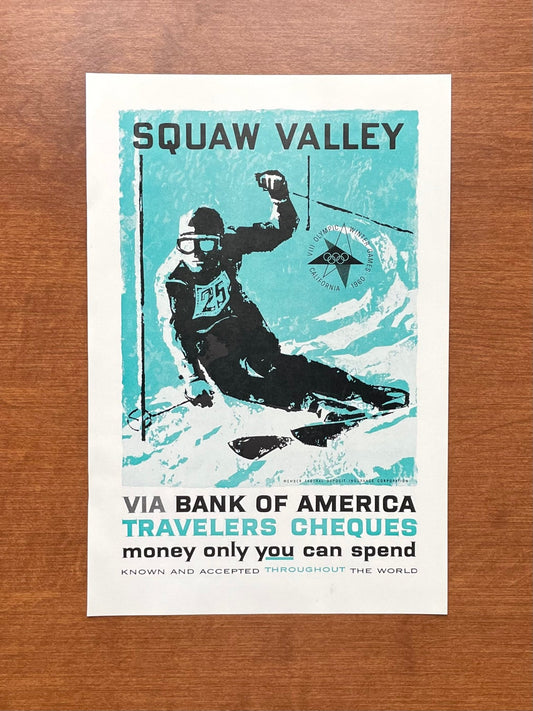 SQUAW VALLEY
VIII OLYMPIC WINTER GAMES
CALIFORNIA 1960
25
MEMBER FEDERAL DEPOSIT INSURANCE CORPORATION
VIA BANK OF AMERICA
TRAVELERS CHEQUES
money only you can spend
KNOWN AND ACCEPTED THROUGHOUT THE WORLD